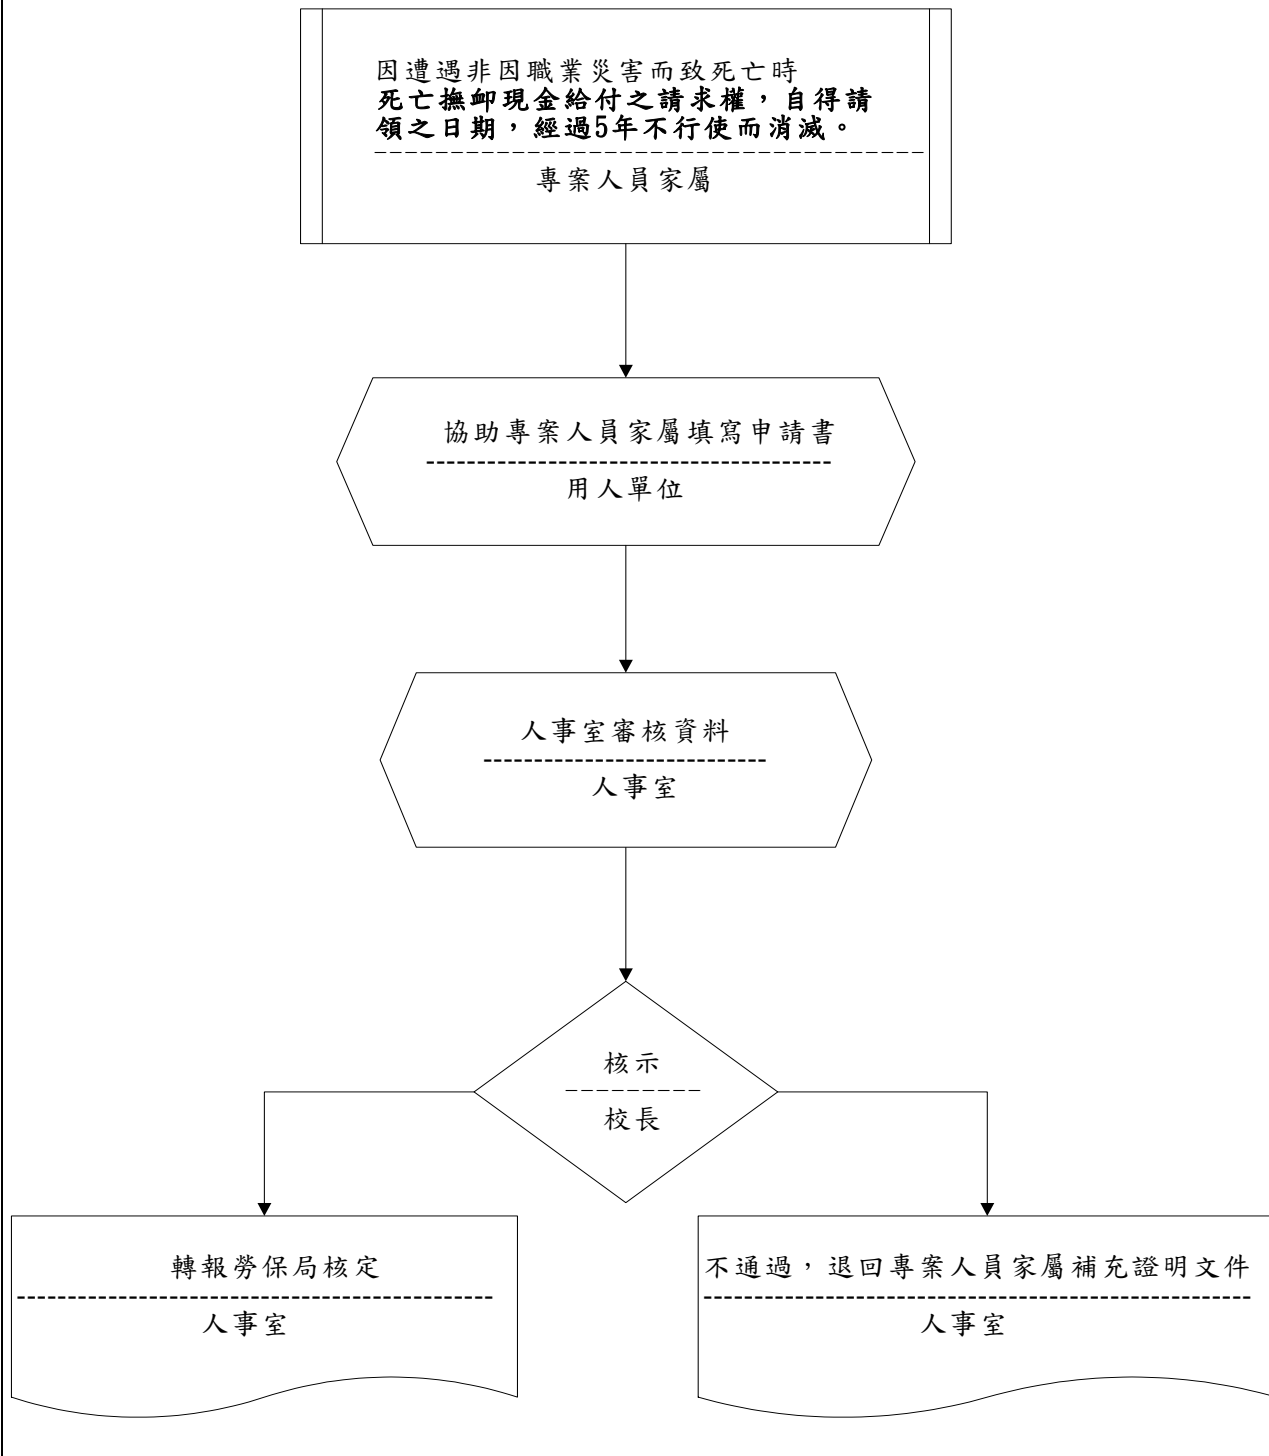 因遭遇非因職業災害而致死亡時
死亡撫卹現金給付之請求權，自得請
領之日期，經過5年不行使而消滅。
專案人員家屬
協助專案人員家屬填寫申請書
用人單位
人事室審核資料
人事室
核示
校長
轉報勞保局核定
人事室
不通過，退回專案人員家屬補充證明文件
人事室